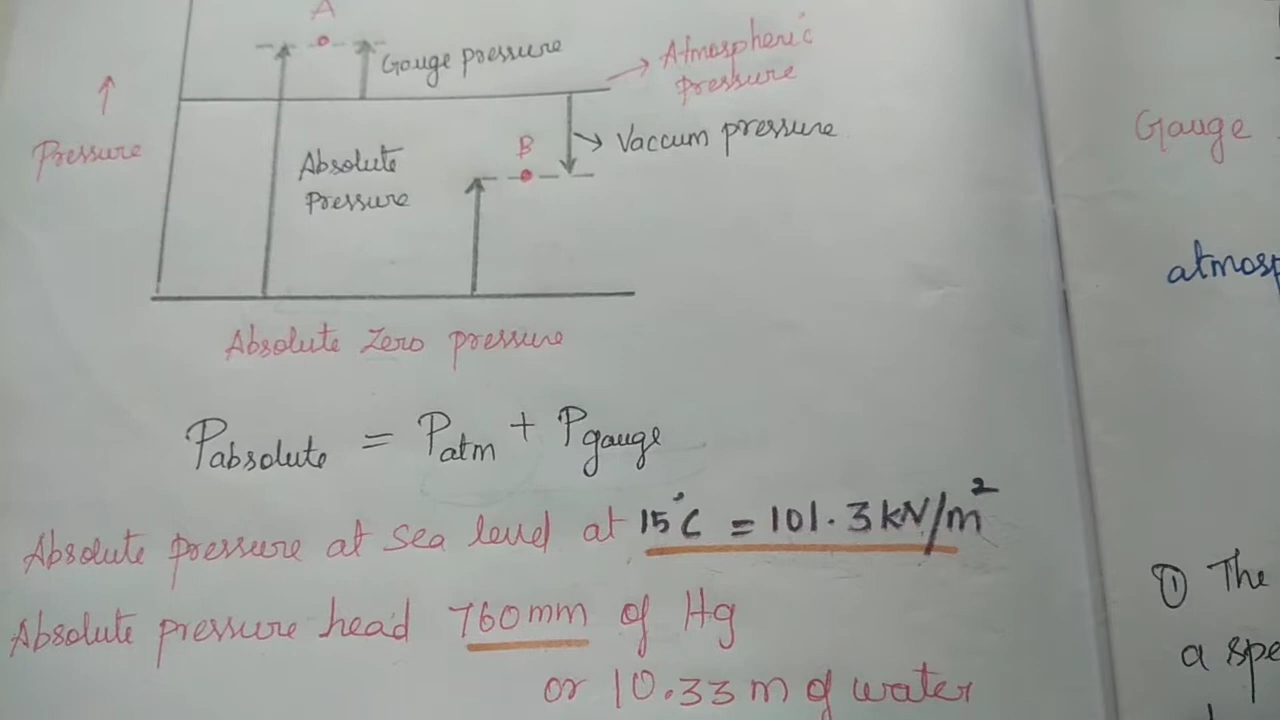 A
Gauge pressure
Atmospheric
pressure
Pressure
Absolute
pressure
B
Vaccum pressure
Absolute Zero pressure
Pabsolute = Patm + Pgauge
Absolute pressure at sea level at 15°C = 101.3 kN/m²
Absolute pressure head 760mm of Hg
or 10.33 m of water
Gauge
atmosp
① The
a spe